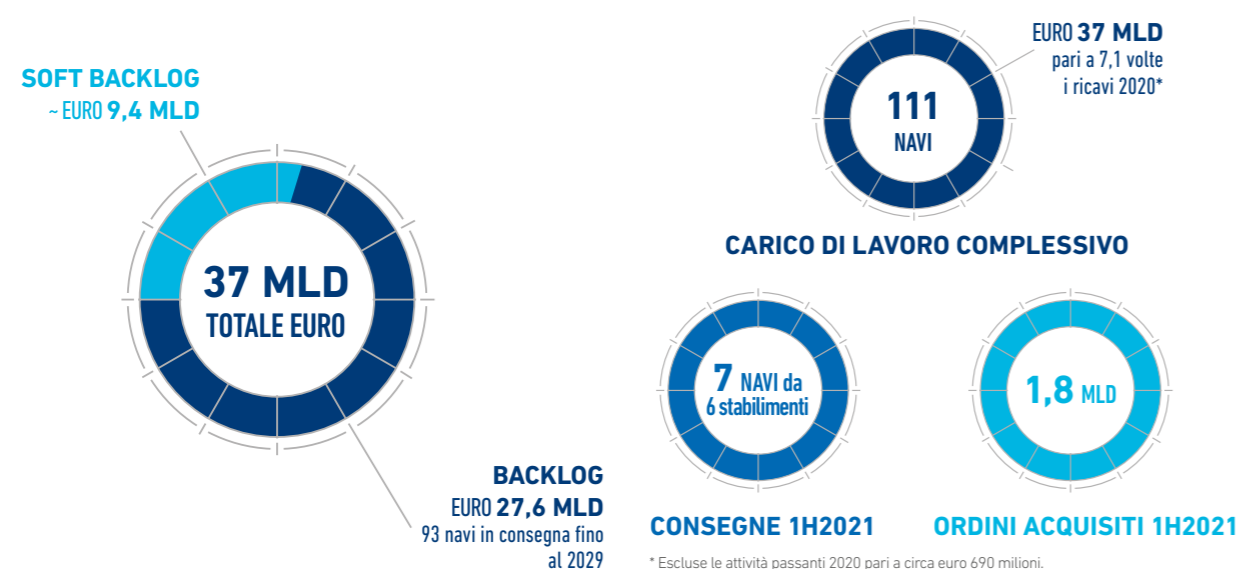 SOFT BACKLOG
~ EURO 9,4 MLD
37 MLD
TOTALE EURO
BACKLOG
EURO 27,6 MLD
93 navi in consegna fino
al 2029
EURO 37 MLD
pari a 7,1 volte
i ricavi 2020*
111
NAVI
CARICO DI LAVORO COMPLESSIVO
7 NAVI da
6 stabilimenti
CONSEGNE 1H2021
1,8 MLD
ORDINI ACQUISITI 1H2021
* Escluse le attività passanti 2020 pari a circa euro 690 milioni.